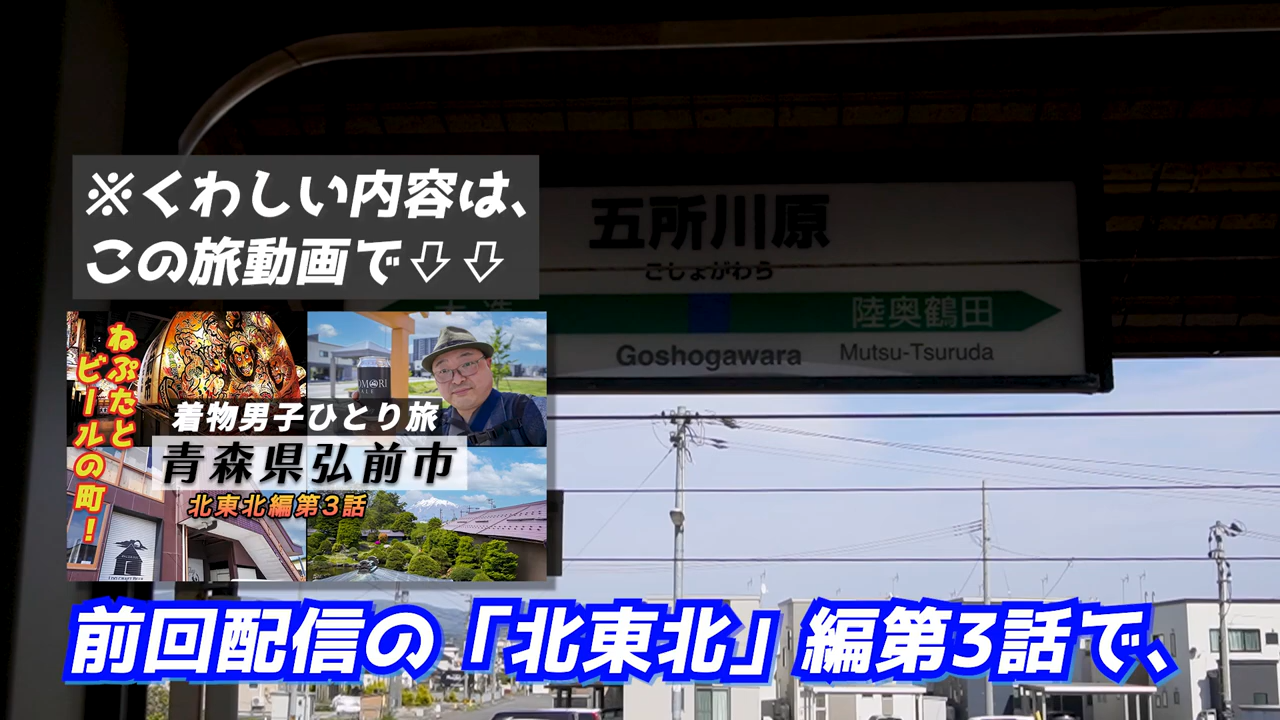 ※くわしい内容は、
この旅動画で⇩⇩
五所川原
ごしょがわら
陸奥鶴田
Goshogawara
Mutsu-Tsuruda
ねぷたと
ビールの町!
着物男子ひとり旅
青森県弘前市
北東北編第3話
前回配信の「北東北」編第3話で、